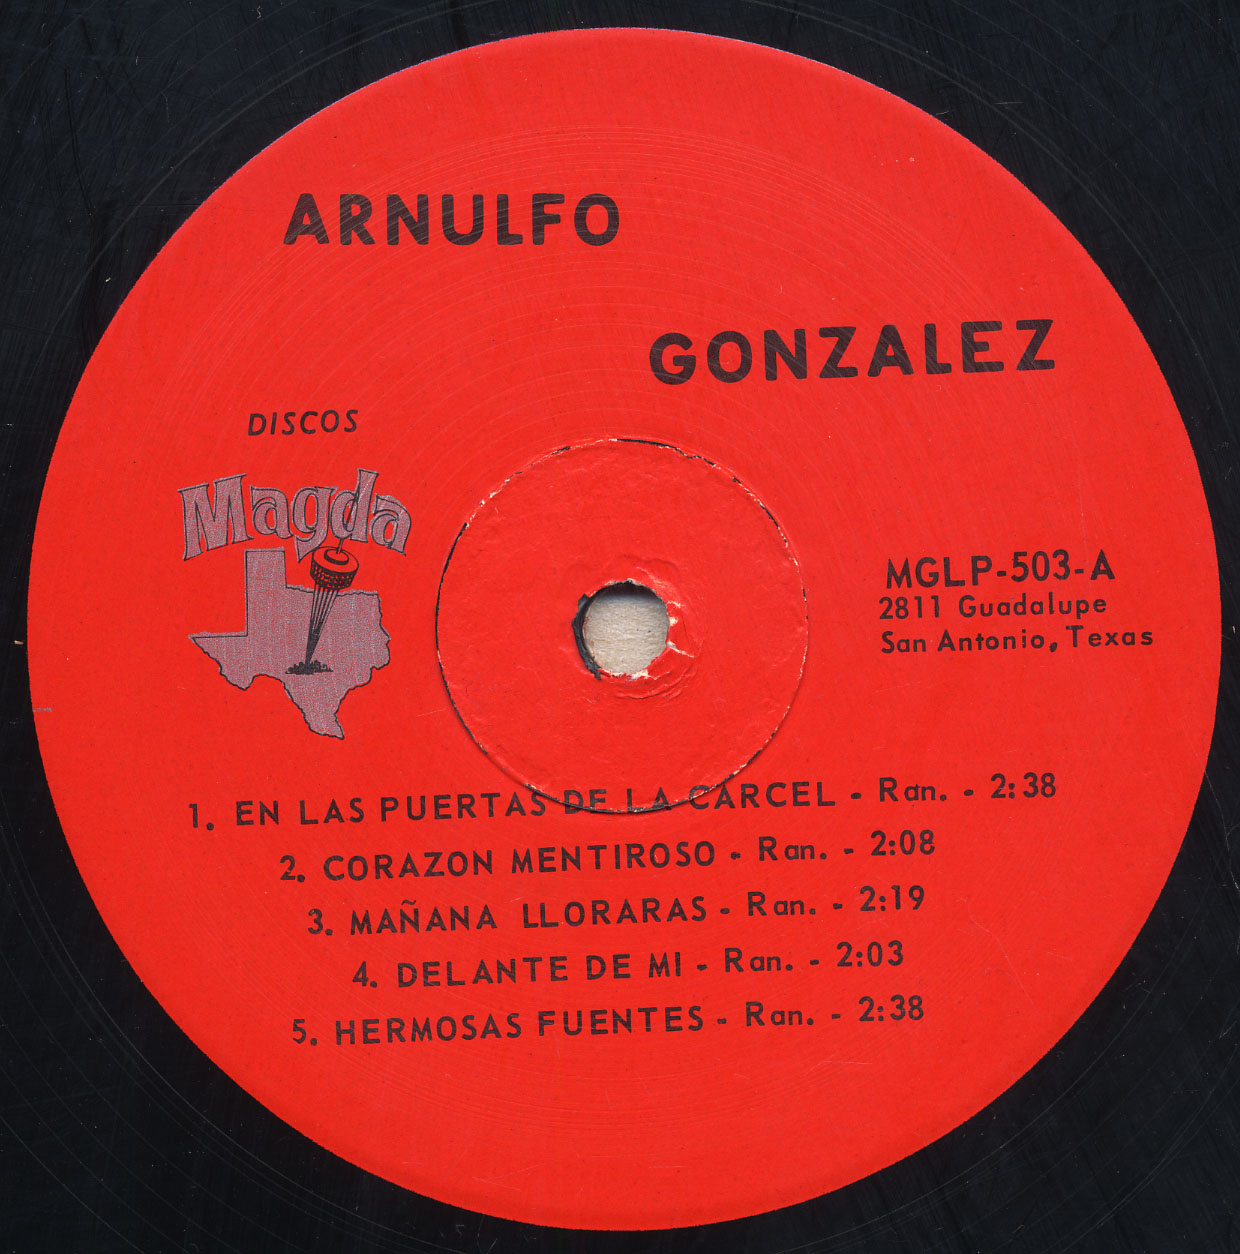 ARNULFO
GONZALEZ
DISCOS
Magda
MGLP-503-A
2811 Guadalupe
San Antonio, Texas
1. EN LAS PUERTAS DE LA CARCEL - Ran. - 2:38
2. CORAZON MENTIROSO - Ran. - 2:08
3. MAÑANA LLORARAS - Ran. - 2:19
4. DELANTE DE MI - Ran. - 2:03
5. HERMOSAS FUENTES - Ran. - 2:38